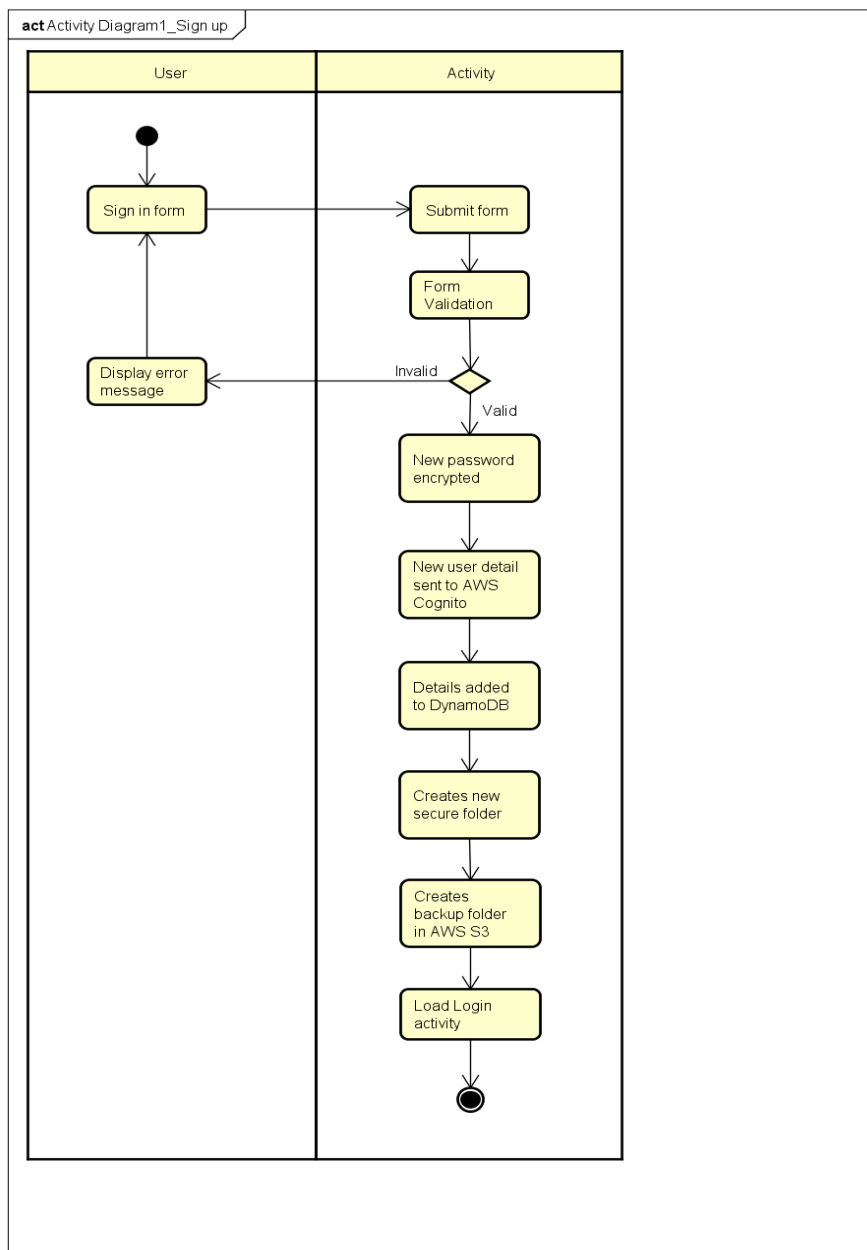 act Activity Diagram1_Sign up
User
Activity
Sign in form
Submit form
Form
Validation
Display error
message
Invalid
Valid
New password
encrypted
New user detail
sent to AWS
Cognito
Details added
to DynamoDB
Creates new
secure folder
Creates
backup folder
in AWS S3
Load Login
activity